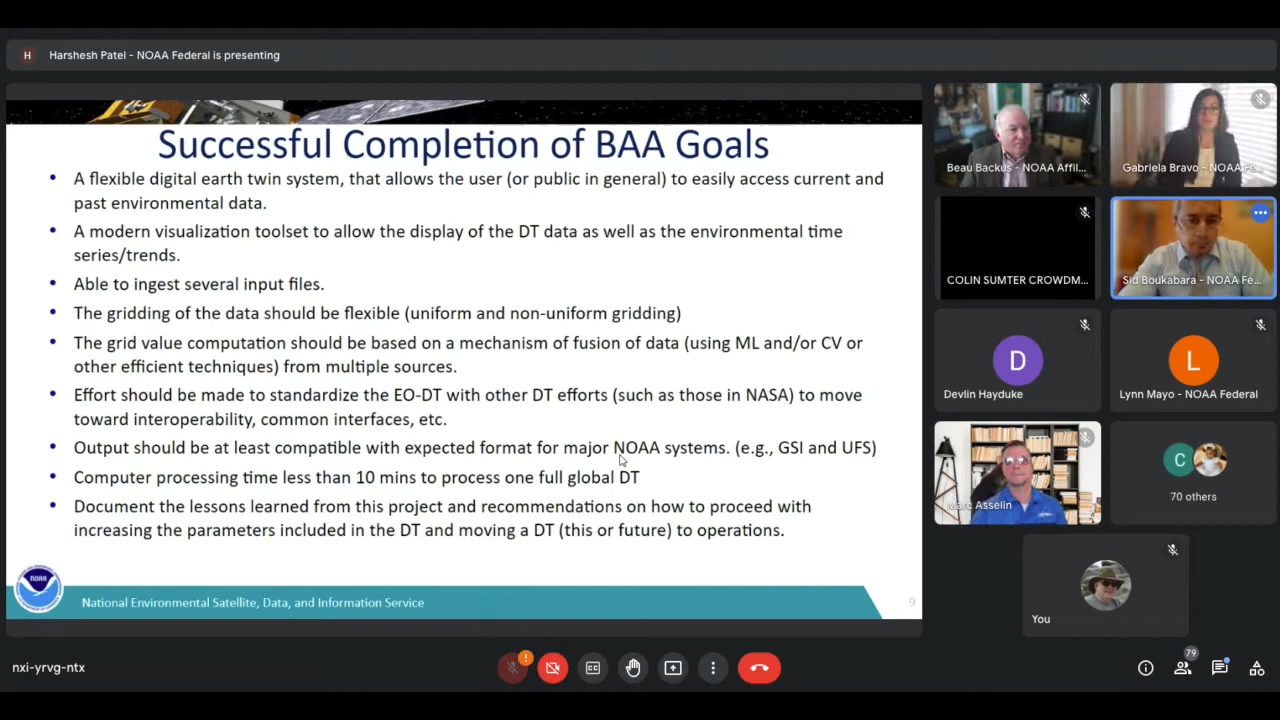 H Harshesh Patel - NOAA Federal is presenting
Successful Completion of BAA Goals
• A flexible digital earth twin system, that allows the user (or public in general) to easily access current and
past environmental data.
• A modern visualization toolset to allow the display of the DT data as well as the environmental time
series/trends.
• Able to ingest several input files.
• The gridding of the data should be flexible (uniform and non-uniform gridding)
• The grid value computation should be based on a mechanism of fusion of data (using ML and/or CV or
other efficient techniques) from multiple sources.
• Effort should be made to standardize the EO-DT with other DT efforts (such as those in NASA) to move
toward interoperability, common interfaces, etc.
• Output should be at least compatible with expected format for major NOAA systems. (e.g., GSI and UFS)
• Computer processing time less than 10 mins to process one full global DT
• Document the lessons learned from this project and recommendations on how to proceed with
increasing the parameters included in the DT and moving a DT (this or future) to operations.
NOAA
National Environmental Satellite, Data, and Information Service
9
Beau Backus - NOAA Affil...
Gabriela Bravo - NOAA Fe...
COLIN SUMTER CROWDM...
Sid Boukabara - NOAA Fe...
D
Devlin Hayduke
L
Lynn Mayo - NOAA Federal
Marc Asselin
C
70 others
You
nxi-yrvg-ntx
!
CC
79